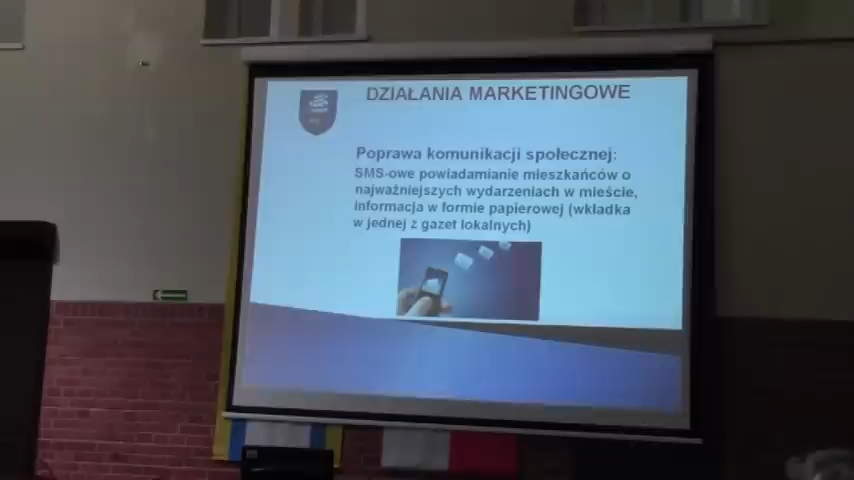 DZIAŁANIA MARKETINGOWE
Poprawa komunikacji społecznej:
SMS-owe powiadamianie mieszkańców o
najważniejszych wydarzeniach w mieście,
informacja w formie papierowej (wkładka
w jednej z gazet lokalnych)